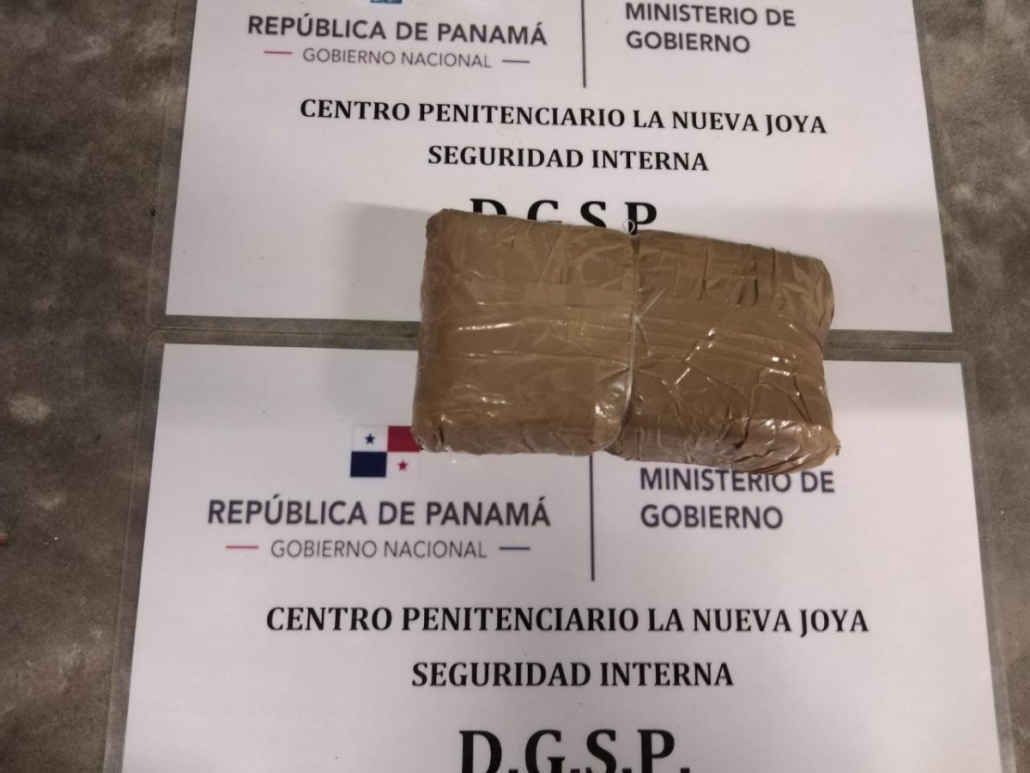 REPÚBLICA DE PANAMÁ
GOBIERNO NACIONAL
MINISTERIO DE
GOBIERNO
CENTRO PENITENCIARIO LA NUEVA JOYA
SEGURIDAD INTERNA
D.G.S.P.
REPÚBLICA DE PANAMÁ
GOBIERNO NACIONAL
MINISTERIO DE
GOBIERNO
CENTRO PENITENCIARIO LA NUEVA JOYA
SEGURIDAD INTERNA
D.G.S.P.